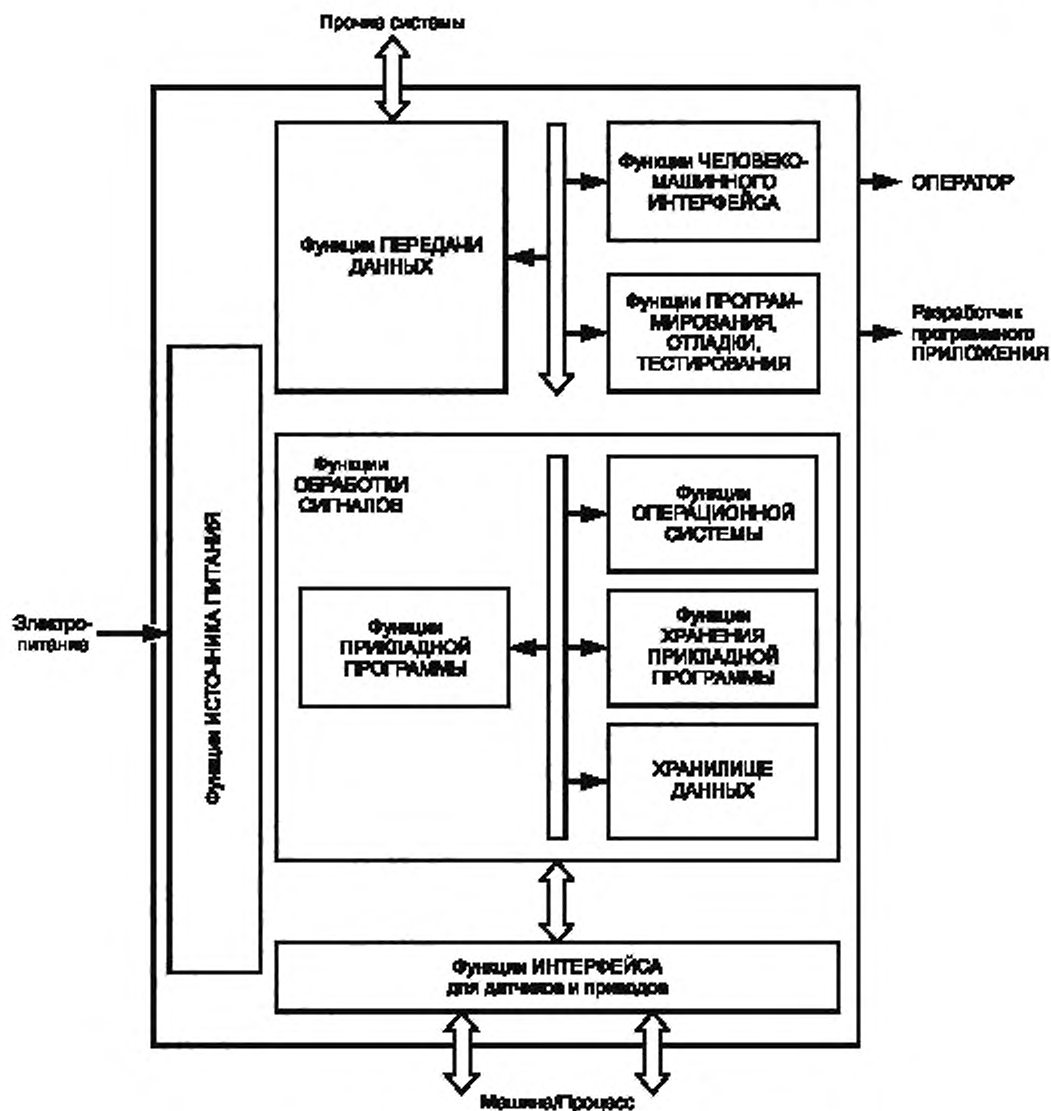 Прочие системы
Функции ЧЕЛОВЕКО-
МАШИННОГО
ИНТЕРФЕЙСА
ОПЕРАТОР
Функции ПЕРЕДАЧИ
ДАННЫХ
Функции ПРОГРАМ-
МИРОВАНИЯ,
ОТЛАДКИ,
ТЕСТИРОВАНИЯ
Разработчик
программного
ПРИЛОЖЕНИЯ
Функции
ОБРАБОТКИ
СИГНАЛОВ
Функции
ОПЕРАЦИОННОЙ
СИСТЕМЫ
Электро-
питание
Функции ИСТОЧНИКА ПИТАНИЯ
Функции
ПРИКЛАДНОЙ
ПРОГРАММЫ
Функции
ХРАНЕНИЯ
ПРИКЛАДНОЙ
ПРОГРАММЫ
ХРАНИЛИЩЕ
ДАННЫХ
Функции ИНТЕРФЕЙСА
для датчиков и приводов
Машина/Процесс